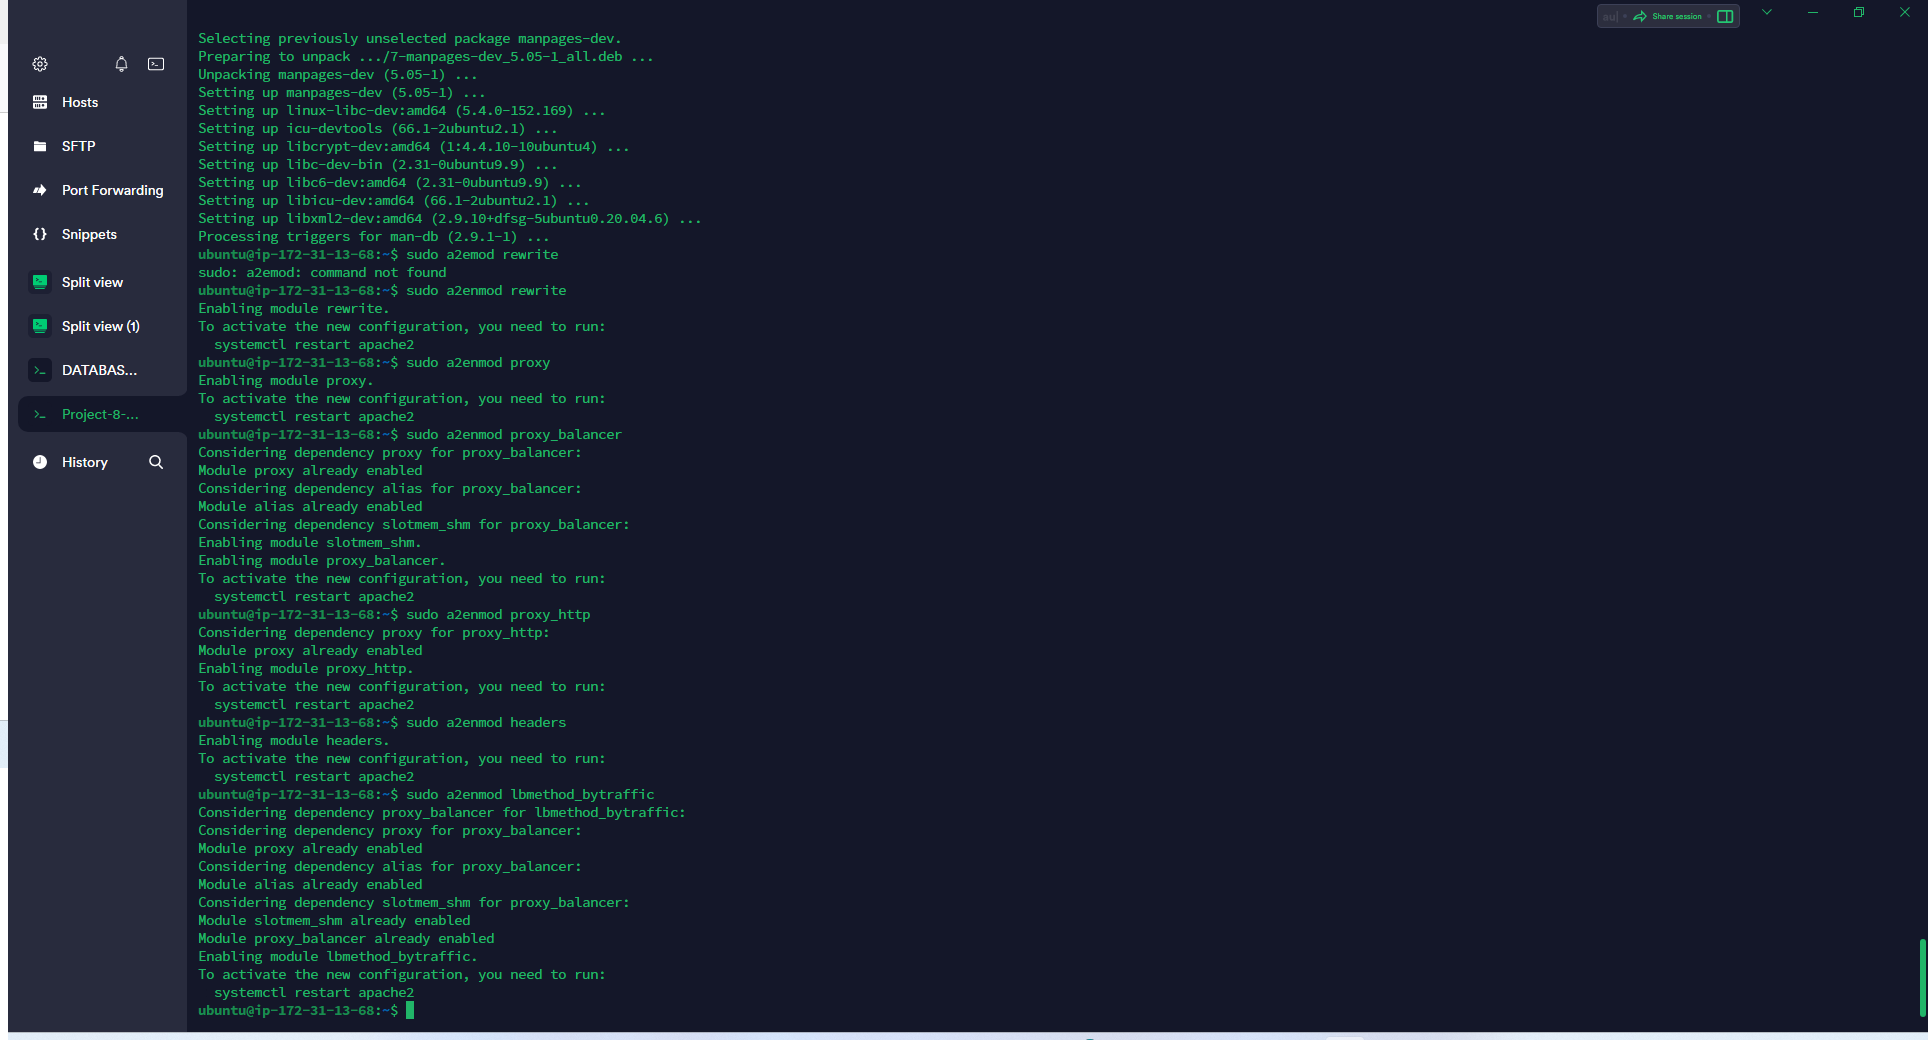 au
Share session
Hosts
SFTP
Port Forwarding
Snippets
Split view
Split view (1)
DATABAS...
Project-8-...
History
Selecting previously unselected package manpages-dev.
Preparing to unpack .../7-manpages-dev_5.05-1_all.deb ...
Unpacking manpages-dev (5.05-1) ...
Setting up manpages-dev (5.05-1) ...
Setting up linux-libc-dev:amd64 (5.4.0-152.169) ...
Setting up icu-devtools (66.1-2ubuntu2.1) ...
Setting up libcrypt-dev:amd64 (1:4.4.10-10ubuntu4) ...
Setting up libc-dev-bin (2.31-0ubuntu9.9) ...
Setting up libc6-dev:amd64 (2.31-0ubuntu9.9) ...
Setting up libicu-dev:amd64 (66.1-2ubuntu2.1) ...
Setting up libxml2-dev:amd64 (2.9.10+dfsg-5ubuntu0.20.04.6) ...
Processing triggers for man-db (2.9.1-1) ...
ubuntu@ip-172-31-13-68:~$ sudo a2emod rewrite
sudo: a2emod: command not found
ubuntu@ip-172-31-13-68:~$ sudo a2enmod rewrite
Enabling module rewrite.
To activate the new configuration, you need to run:
  systemctl restart apache2
ubuntu@ip-172-31-13-68:~$ sudo a2enmod proxy
Enabling module proxy.
To activate the new configuration, you need to run:
  systemctl restart apache2
ubuntu@ip-172-31-13-68:~$ sudo a2enmod proxy_balancer
Considering dependency proxy for proxy_balancer:
Module proxy already enabled
Considering dependency alias for proxy_balancer:
Module alias already enabled
Considering dependency slotmem_shm for proxy_balancer:
Enabling module slotmem_shm.
Enabling module proxy_balancer.
To activate the new configuration, you need to run:
  systemctl restart apache2
ubuntu@ip-172-31-13-68:~$ sudo a2enmod proxy_http
Considering dependency proxy for proxy_http:
Module proxy already enabled
Enabling module proxy_http.
To activate the new configuration, you need to run:
  systemctl restart apache2
ubuntu@ip-172-31-13-68:~$ sudo a2enmod headers
Enabling module headers.
To activate the new configuration, you need to run:
  systemctl restart apache2
ubuntu@ip-172-31-13-68:~$ sudo a2enmod lbmethod_bytraffic
Considering dependency proxy_balancer for lbmethod_bytraffic:
Considering dependency proxy for proxy_balancer:
Module proxy already enabled
Considering dependency alias for proxy_balancer:
Module alias already enabled
Considering dependency slotmem_shm for proxy_balancer:
Module slotmem_shm already enabled
Module proxy_balancer already enabled
Enabling module lbmethod_bytraffic.
To activate the new configuration, you need to run:
  systemctl restart apache2
ubuntu@ip-172-31-13-68:~$